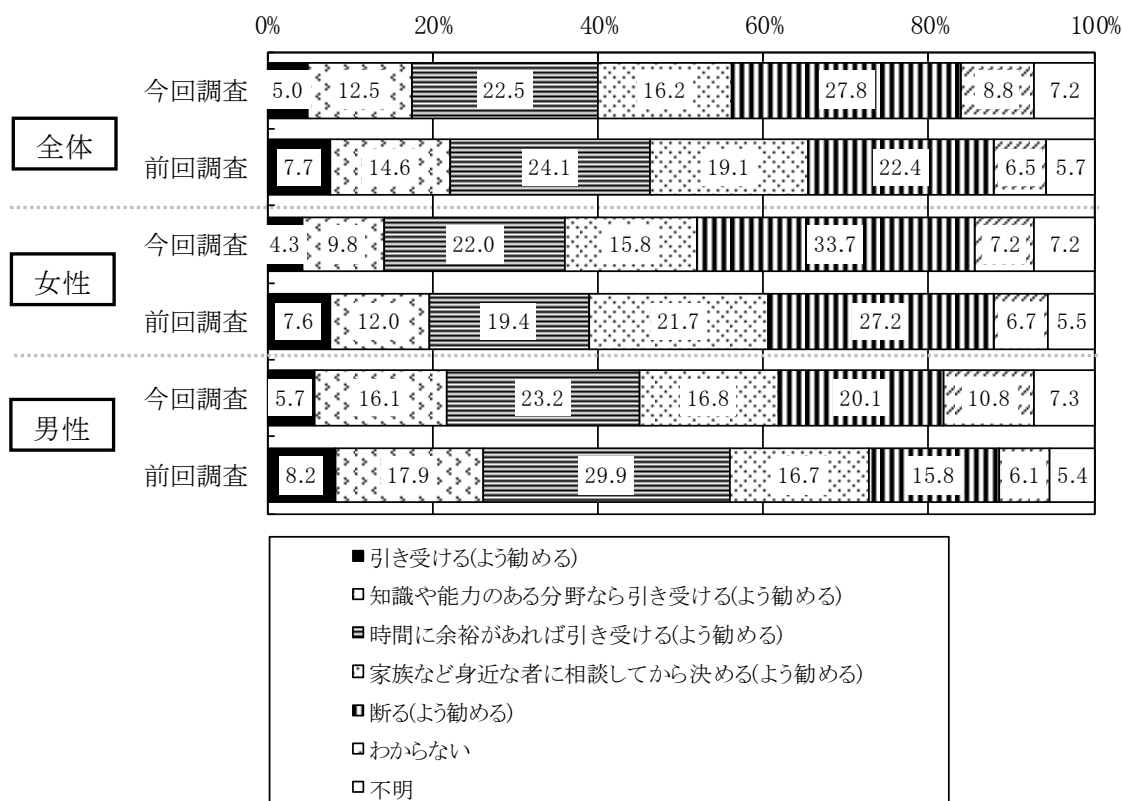 0% 20% 40% 60% 80% 100%
全体
今回調査 5.0 12.5 22.5 16.2 27.8 8.8 7.2
前回調査 7.7 14.6 24.1 19.1 22.4 6.5 5.7
女性
今回調査 4.3 9.8 22.0 15.8 33.7 7.2 7.2
前回調査 7.6 12.0 19.4 21.7 27.2 6.7 5.5
男性
今回調査 5.7 16.1 23.2 16.8 20.1 10.8 7.3
前回調査 8.2 17.9 29.9 16.7 15.8 6.1 5.4
引き受ける(よう勧める)
知識や能力のある分野なら引き受ける(よう勧める)
時間に余裕があれば引き受ける(よう勧める)
家族など身近な者に相談してから決める(よう勧める)
断る(よう勧める)
わからない
不明